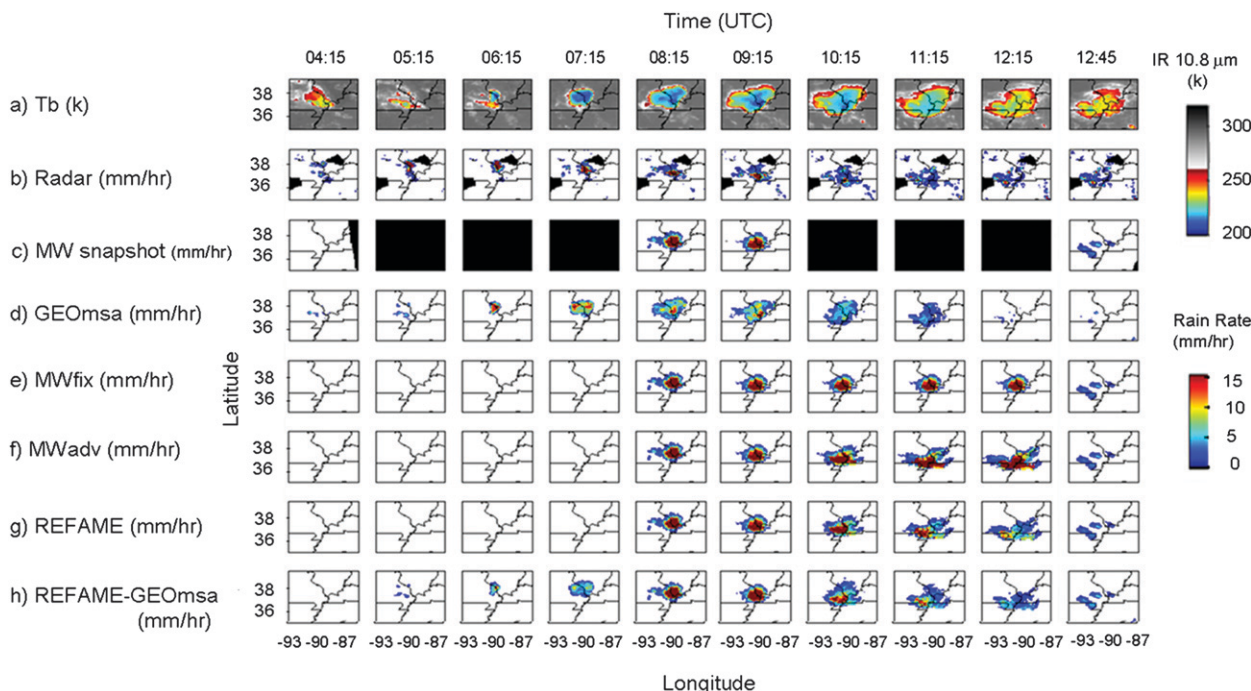 Time (UTC)
04:15 05:15 06:15 07:15 08:15 09:15 10:15 11:15 12:15 12:45 IR 10.8 µm
(k)
a) Tb (k) 38
36
300
250
200
b) Radar (mm/hr) 38
36
c) MW snapshot (mm/hr) 38
36
d) GEOmsa (mm/hr) 38
36
Rain Rate
(mm/hr)
15
10
5
0
e) MWfix (mm/hr) 38
36
f) MWadv (mm/hr) 38
36
g) REFAME (mm/hr) 38
36
h) REFAME-GEOmsa 38
(mm/hr) 36
Latitude
-93 -90 -87 -93 -90 -87 -93 -90 -87 -93 -90 -87 -93 -90 -87 -93 -90 -87 -93 -90 -87 -93 -90 -87 -93 -90 -87 -93 -90 -87
Longitude